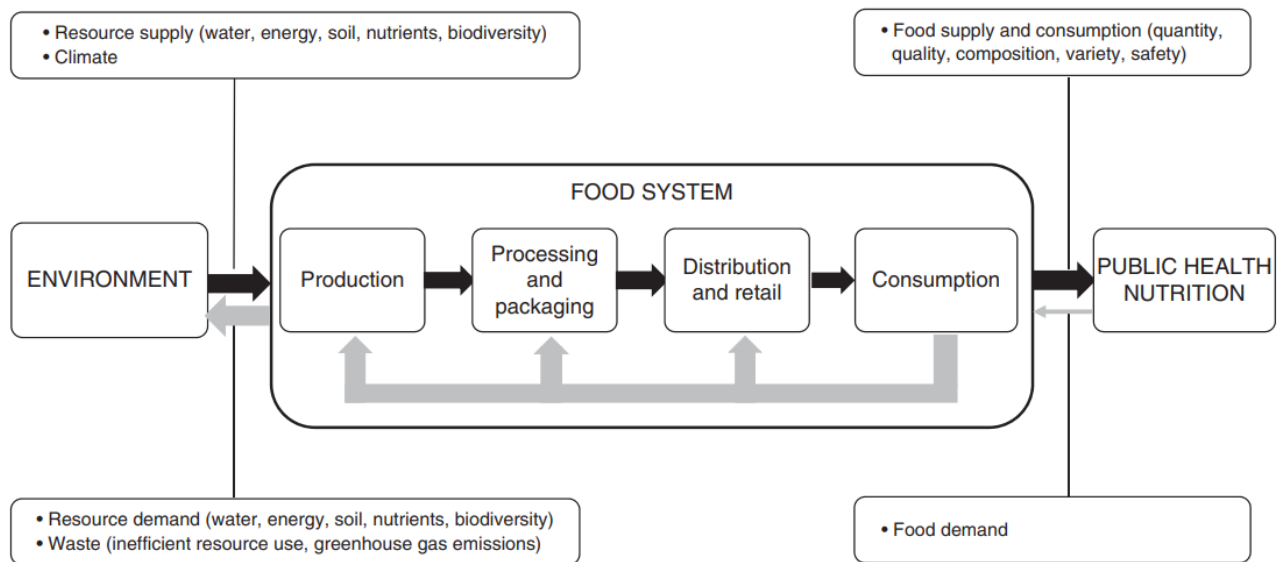 • Resource supply (water, energy, soil, nutrients, biodiversity)
• Climate
• Food supply and consumption (quantity,
quality, composition, variety, safety)
FOOD SYSTEM
ENVIRONMENT
Production
Processing
and
packaging
Distribution
and retail
Consumption
PUBLIC HEALTH
NUTRITION
• Resource demand (water, energy, soil, nutrients, biodiversity)
• Waste (inefficient resource use, greenhouse gas emissions)
• Food demand